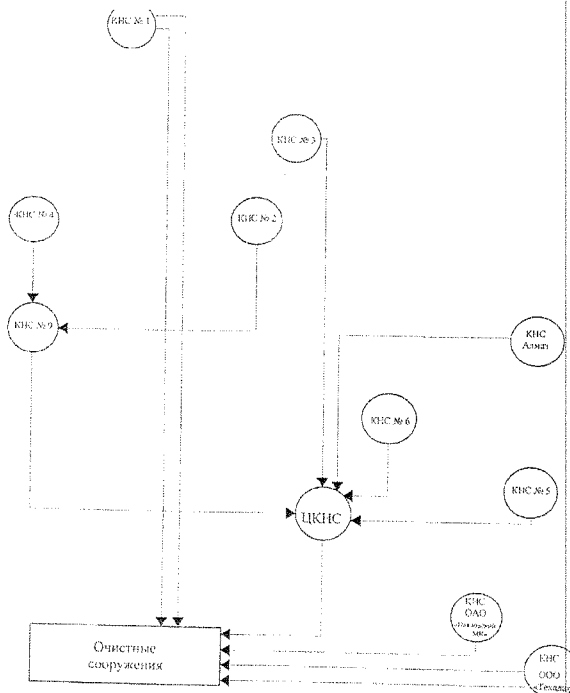 КНС № 1
КНС № 3
КНС № 4
КНС № 2
КНС № 9
КНС
Алмаз
КНС № 6
КНС № 5
ЦКНС
КНС
ОАО
МК»
Очистные
сооружения
КНС
ООО